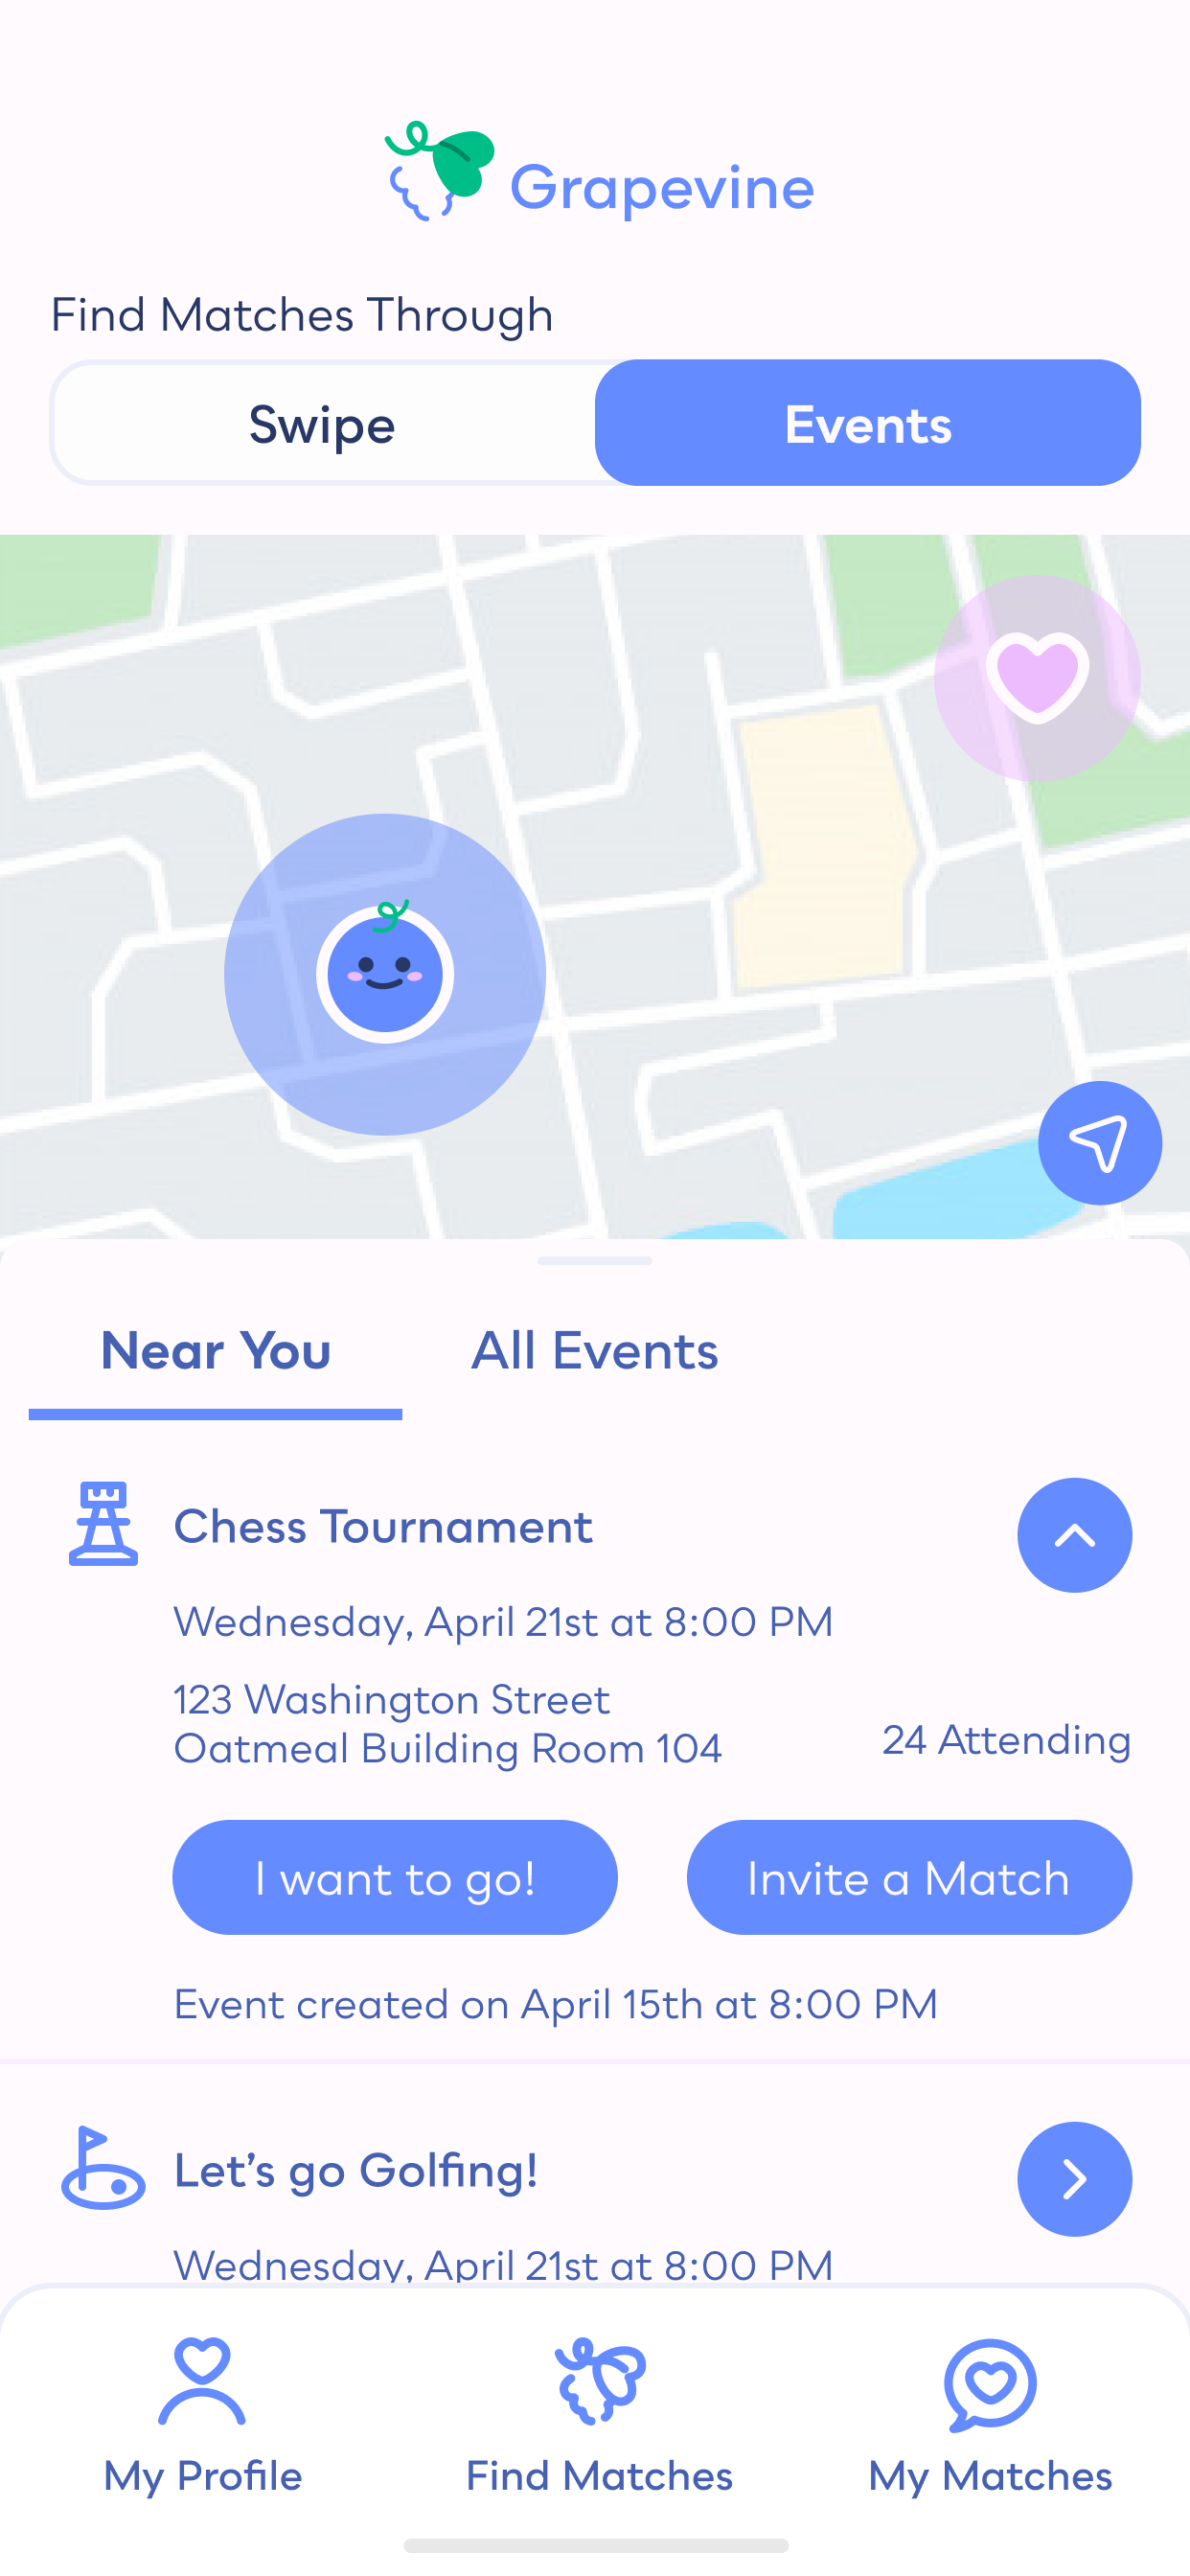 Grapevine
Find Matches Through
Swipe
Events
Near You
All Events
Chess Tournament
Wednesday, April 21st at 8:00 PM
123 Washington Street
Oatmeal Building Room 104
24 Attending
I want to go!
Invite a Match
Event created on April 15th at 8:00 PM
Let’s go Golfing!
Wednesday, April 21st at 8:00 PM
My Profile
Find Matches
My Matches